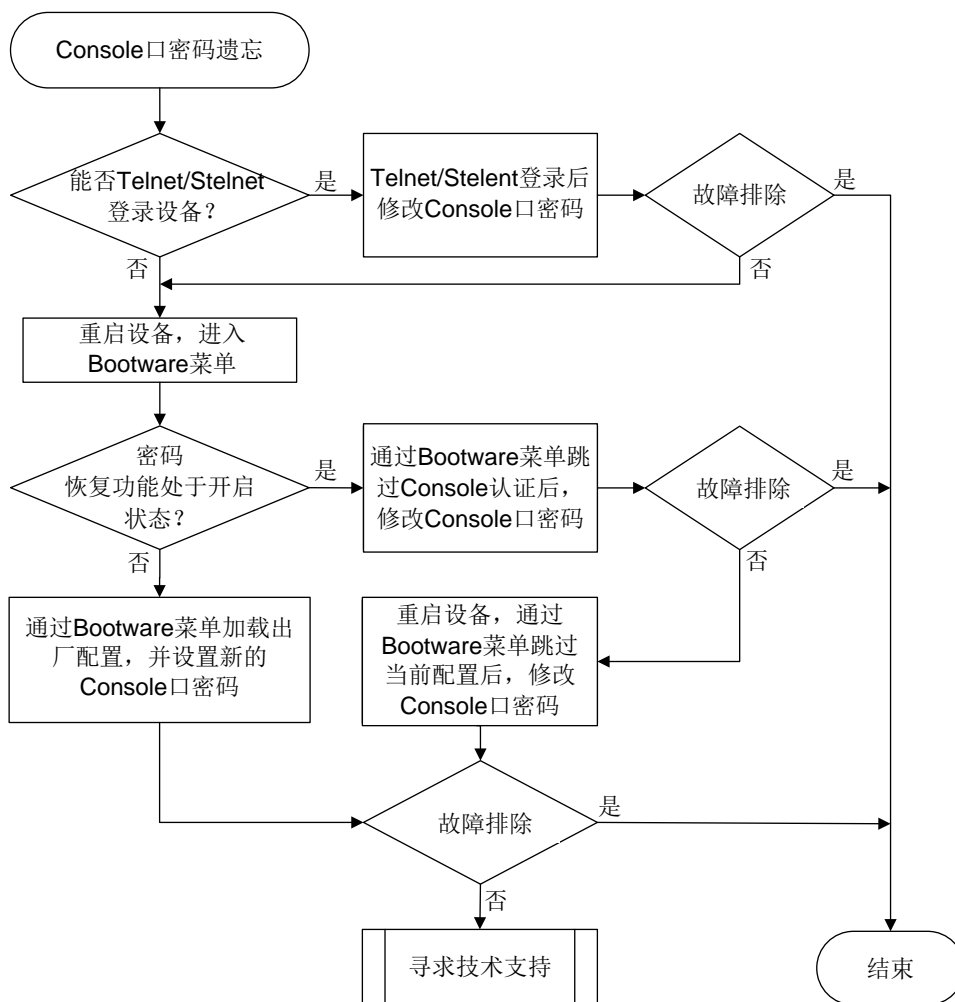 Console口密码遗忘
能否Telnet/Stelnet
登录设备？
是
Telnet/Stelent登录后
修改Console口密码
故障排除
是
否
否
重启设备，进入
Bootware菜单
密码
恢复功能处于开启
状态？
是
通过Bootware菜单跳
过Console认证后，
修改Console口密码
故障排除
是
否
否
通过Bootware菜单加载出
厂配置，并设置新的
Console口密码
重启设备，通过
Bootware菜单跳过
当前配置后，修改
Console口密码
故障排除
是
否
寻求技术支持
结束